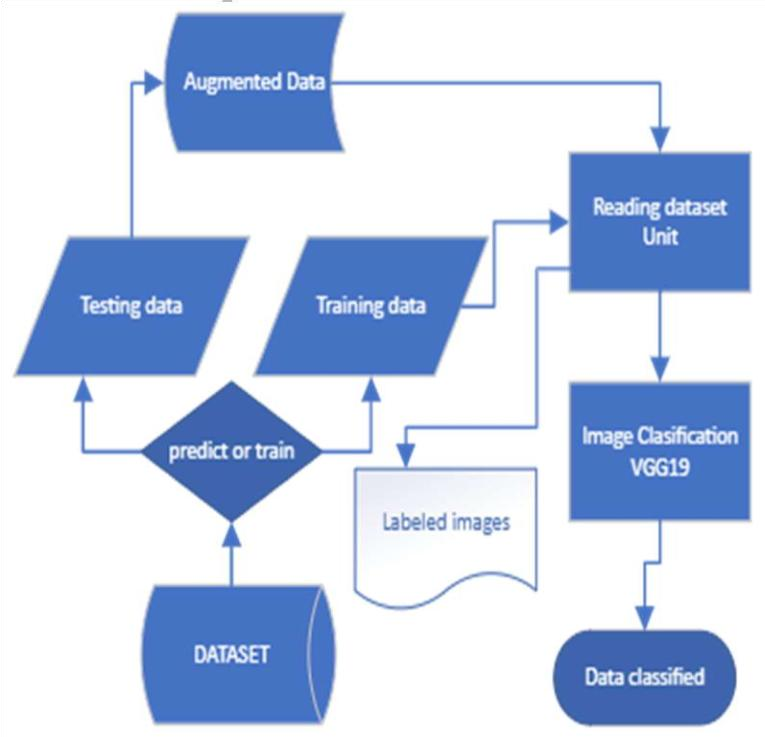 Augmented Data
Reading dataset
Unit
Testing data
Training data
predict or train
Image Clasification
VGG19
Labeled images
DATASET
Data classified